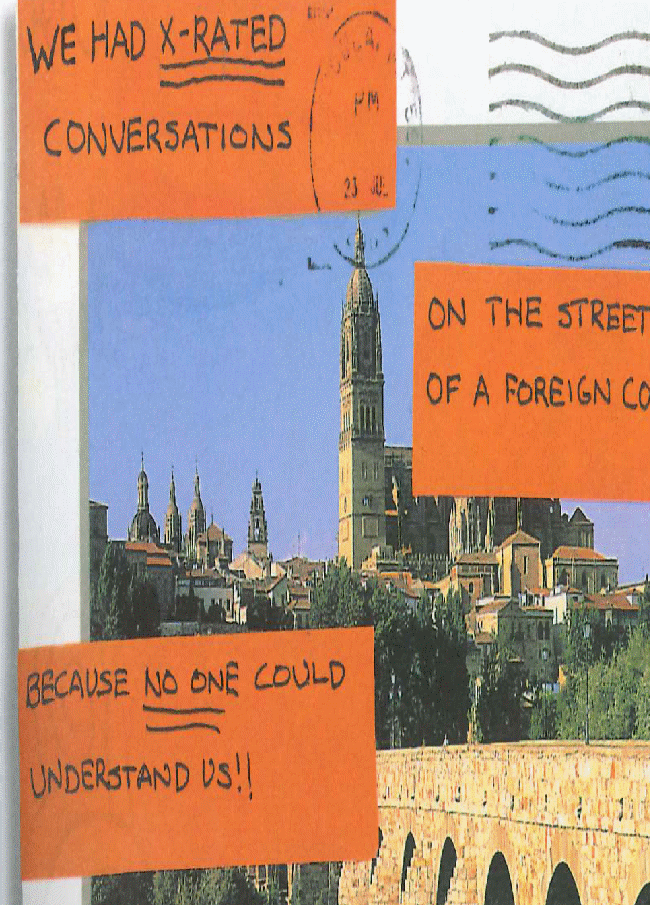 WE HAD X-RATED
CONVERSATIONS
PM
23 JUL
ON THE STREET
OF A FOREIGN CO
BECAUSE NO ONE COULD
UNDERSTAND US!!